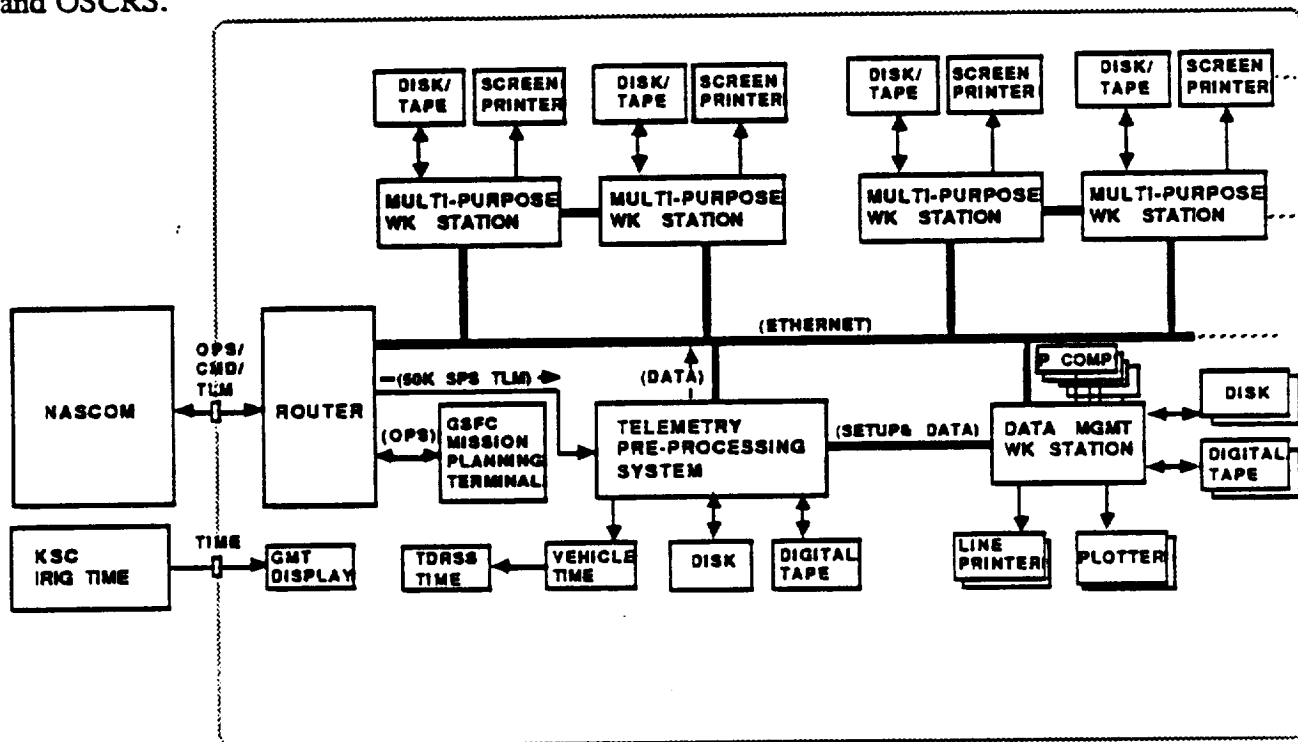 and OSCRS.
DISK/
TAPE
SCREEN
PRINTER
DISK/
TAPE
SCREEN
PRINTER
DISK/
TAPE
SCREEN
PRINTER
DISK/
TAPE
SCREEN
PRINTER
MULTI-PURPOSE
WK STATION
MULTI-PURPOSE
WK STATION
MULTI-PURPOSE
WK STATION
MULTI-PURPOSE
WK STATION
(ETHERNET)
NASCOM
OPS/
CMD/
TLM
ROUTER
(50K SPS TLM)
(DATA)
P COMP
(OPS)
GSFC
MISSION
PLANNING
TERMINAL
TELEMETRY
PRE-PROCESSING
SYSTEM
(SETUP& DATA)
DATA MGMT
WK STATION
DISK
DIGITAL
TAPE
KSC
IRIG TIME
TIME
GMT
DISPLAY
TDRSS
TIME
VEHICLE
TIME
DISK
DIGITAL
TAPE
LINE
PRINTER
PLOTTER